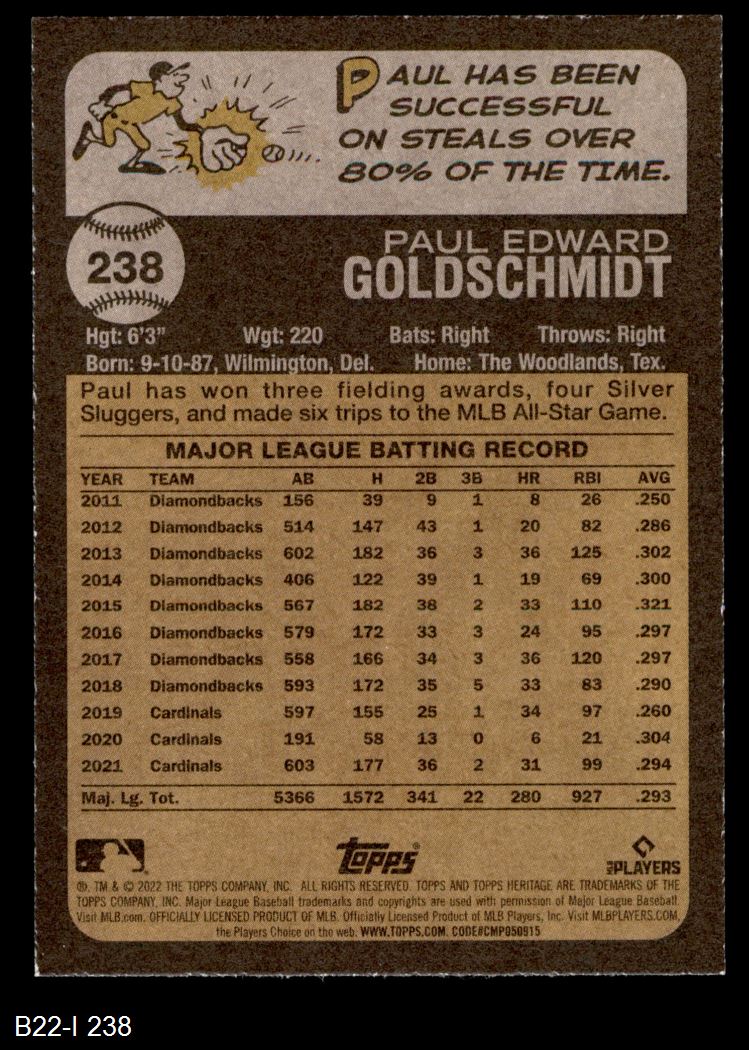 PAUL HAS BEEN
SUCCESSFUL
ON STEALS OVER
80% OF THE TIME.
238
PAUL EDWARD
GOLDSCHMIDT
Hgt: 6'3" Wgt: 220 Bats: Right Throws: Right
Born: 9-10-87, Wilmington, Del. Home: The Woodlands, Tex.
Paul has won three fielding awards, four Silver
Sluggers, and made six trips to the MLB All-Star Game.
MAJOR LEAGUE BATTING RECORD
YEAR TEAM AB H 2B 3B HR RBI AVG
2011 Diamondbacks 156 39 9 1 8 26 .250
2012 Diamondbacks 514 147 43 1 20 82 .286
2013 Diamondbacks 602 182 36 3 36 125 .302
2014 Diamondbacks 406 122 39 1 19 69 .300
2015 Diamondbacks 567 182 38 2 33 110 .321
2016 Diamondbacks 579 172 33 3 24 95 .297
2017 Diamondbacks 558 166 34 3 36 120 .297
2018 Diamondbacks 593 172 35 5 33 83 .290
2019 Cardinals 597 155 25 1 34 97 .260
2020 Cardinals 191 58 13 0 6 21 .304
2021 Cardinals 603 177 36 2 31 99 .294
Maj. Lg. Tot. 5366 1572 341 22 280 927 .293
Topps® MLB PLAYERS
®, TM & © 2022 THE TOPPS COMPANY, INC. ALL RIGHTS RESERVED. TOPPS AND TOPPS HERITAGE ARE TRADEMARKS OF THE
TOPPS COMPANY, INC. Major League Baseball trademarks and copyrights are used with permission of Major League Baseball.
Visit MLB.com. OFFICIALLY LICENSED PRODUCT OF MLB. Officially Licensed Product of MLB Players, Inc. Visit MLBPLAYERS.COM,
the Players Choice on the web. WWW.TOPPS.COM. CODE#CMP050915
B22-I 238